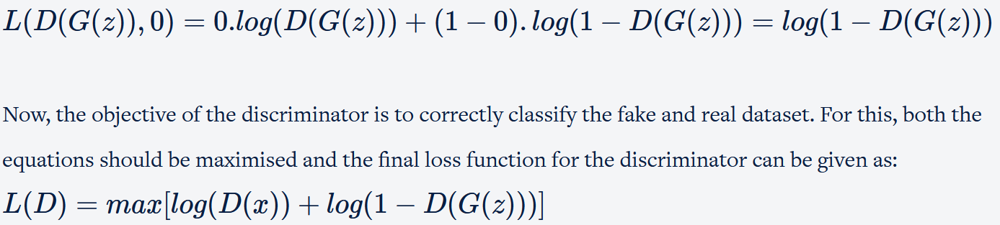 L(D(G(z)), 0) = 0.log(D(G(z))) + (1 − 0). log(1 − D(G(z))) = log(1 − D(G(z)))
Now, the objective of the discriminator is to correctly classify the fake and real dataset. For this, both the
equations should be maximised and the final loss function for the discriminator can be given as:
L(D) = max[log(D(x)) + log(1 − D(G(z)))]